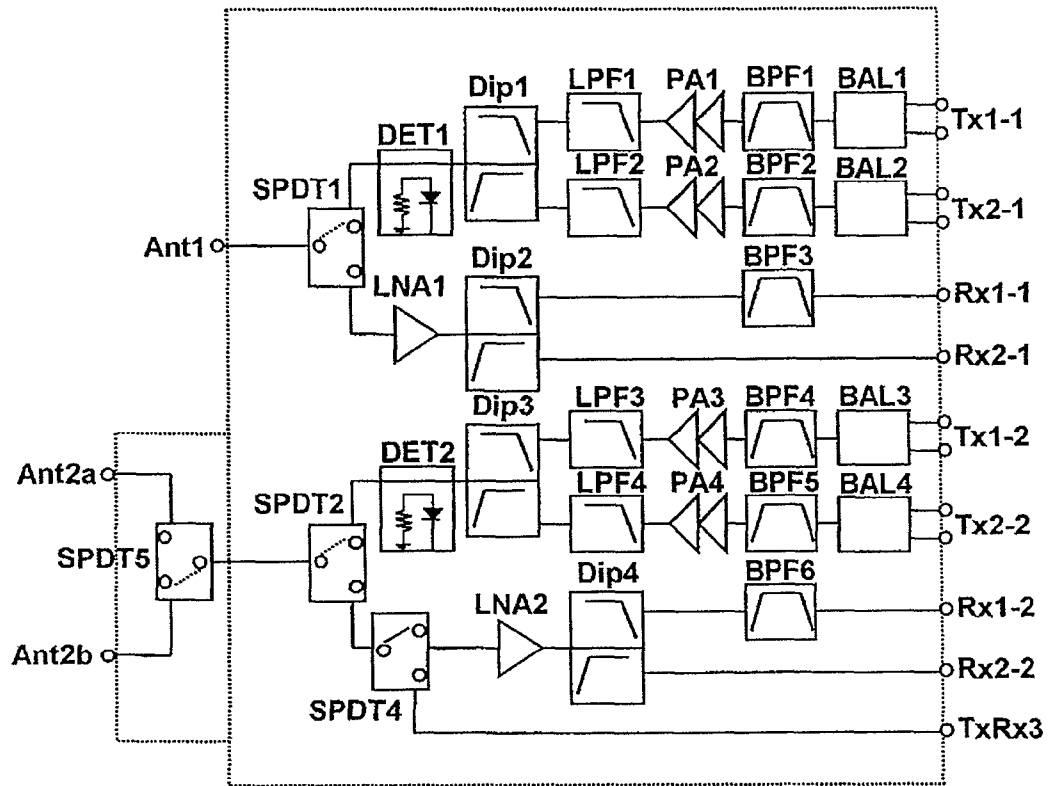 Dip1 LPF1 PA1 BPF1 BAL1
Tx1-1
DET1
LPF2 PA2 BPF2 BAL2
SPDT1
Tx2-1
Ant1
Dip2 BPF3
LNA1
Rx1-1
Rx2-1
Dip3 LPF3 PA3 BPF4 BAL3
Tx1-2
Ant2a
DET2
SPDT2
LPF4 PA4 BPF5 BAL4
Tx2-2
SPDT5
Dip4 BPF6
LNA2
Rx1-2
Ant2b
Rx2-2
SPDT4
TxRx3